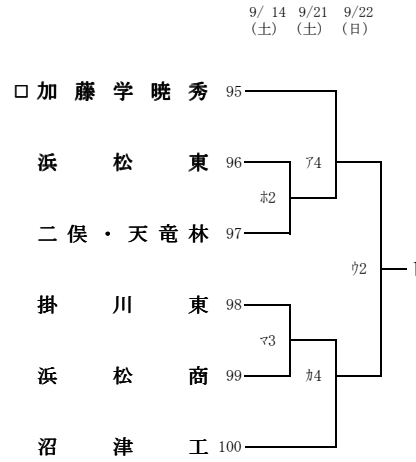 9/ 14 9/21 9/22
(土) (土) (日)
□ 加藤学暁秀 95
浜松東 96
ｱ4
ﾎ2
二俣・天竜林 97
ｳ2
掛川東 98
ﾏ3
浜松商 99
ｶ4
沼津工 100